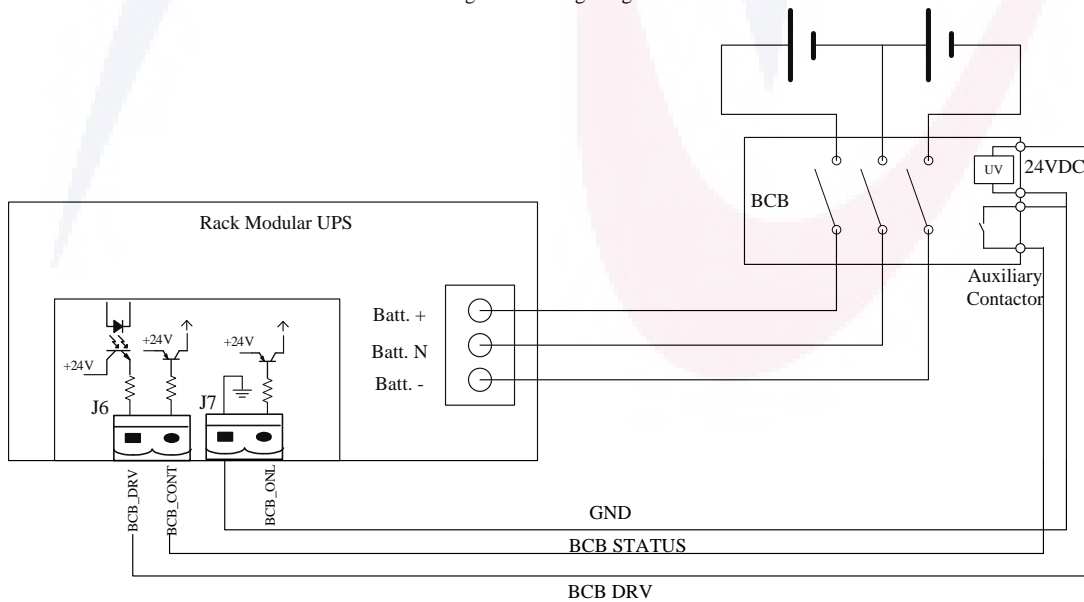 UV
24VDC
BCB
Rack Modular UPS
Auxiliary
Contactor
Batt. +
Batt. N
Batt. -
+24V
+24V
+24V
J6
J7
BCB_DRV
BCB_CONT
BCB_ONL
GND
BCB STATUS
BCB DRV